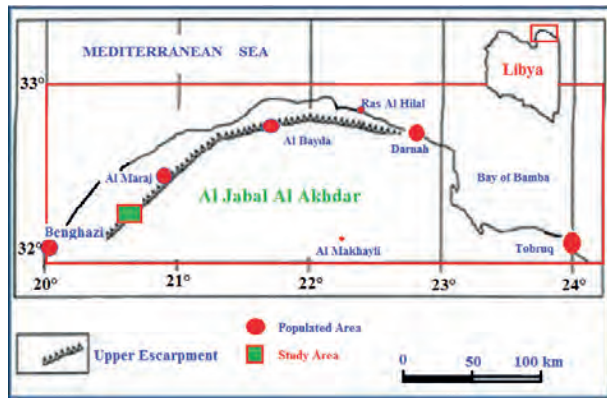 MEDITERRANEAN SEA
33°
Libya
Ras Al Hilal
Al Bayda
Darnah
Al Maraj
Bay of Bamba
Al Jabal Al Akhdar
Benghazi
Al Makhayli
Tobruq
32°
20°
21°
22°
23°
24°
Populated Area
Upper Escarpment
Study Area
0
50
100 km